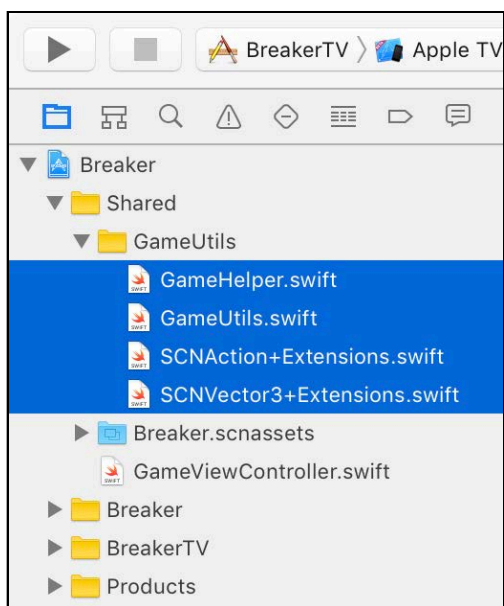 BreakerTV 〉 Apple TV
Breaker
Shared
GameUtils
GameHelper.swift
GameUtils.swift
SCNAction+Extensions.swift
SCNVector3+Extensions.swift
Breaker.scnassets
GameViewController.swift
Breaker
BreakerTV
Products